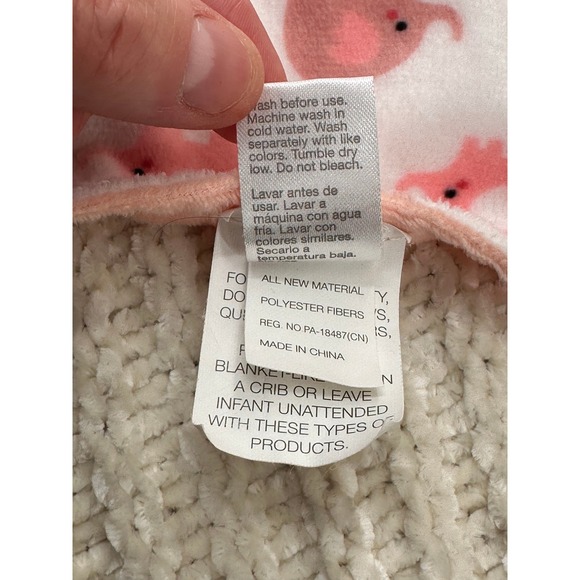 before use.
Machine wash in
cold water. Wash
separately with like
colors. Tumble dry
low. Do not bleach.
Lavar antes de
usar. Lavar a
máquina con agua
fría. Lavar con
colores similares.
Secarlo a
temperatura baja.
ALL NEW MATERIAL
POLYESTER FIBERS
REG. NO.PA-18487(CN)
MADE IN CHINA
A CRIB OR LEAVE
INFANT UNATTENDED
WITH THESE TYPES OF
PRODUCTS.